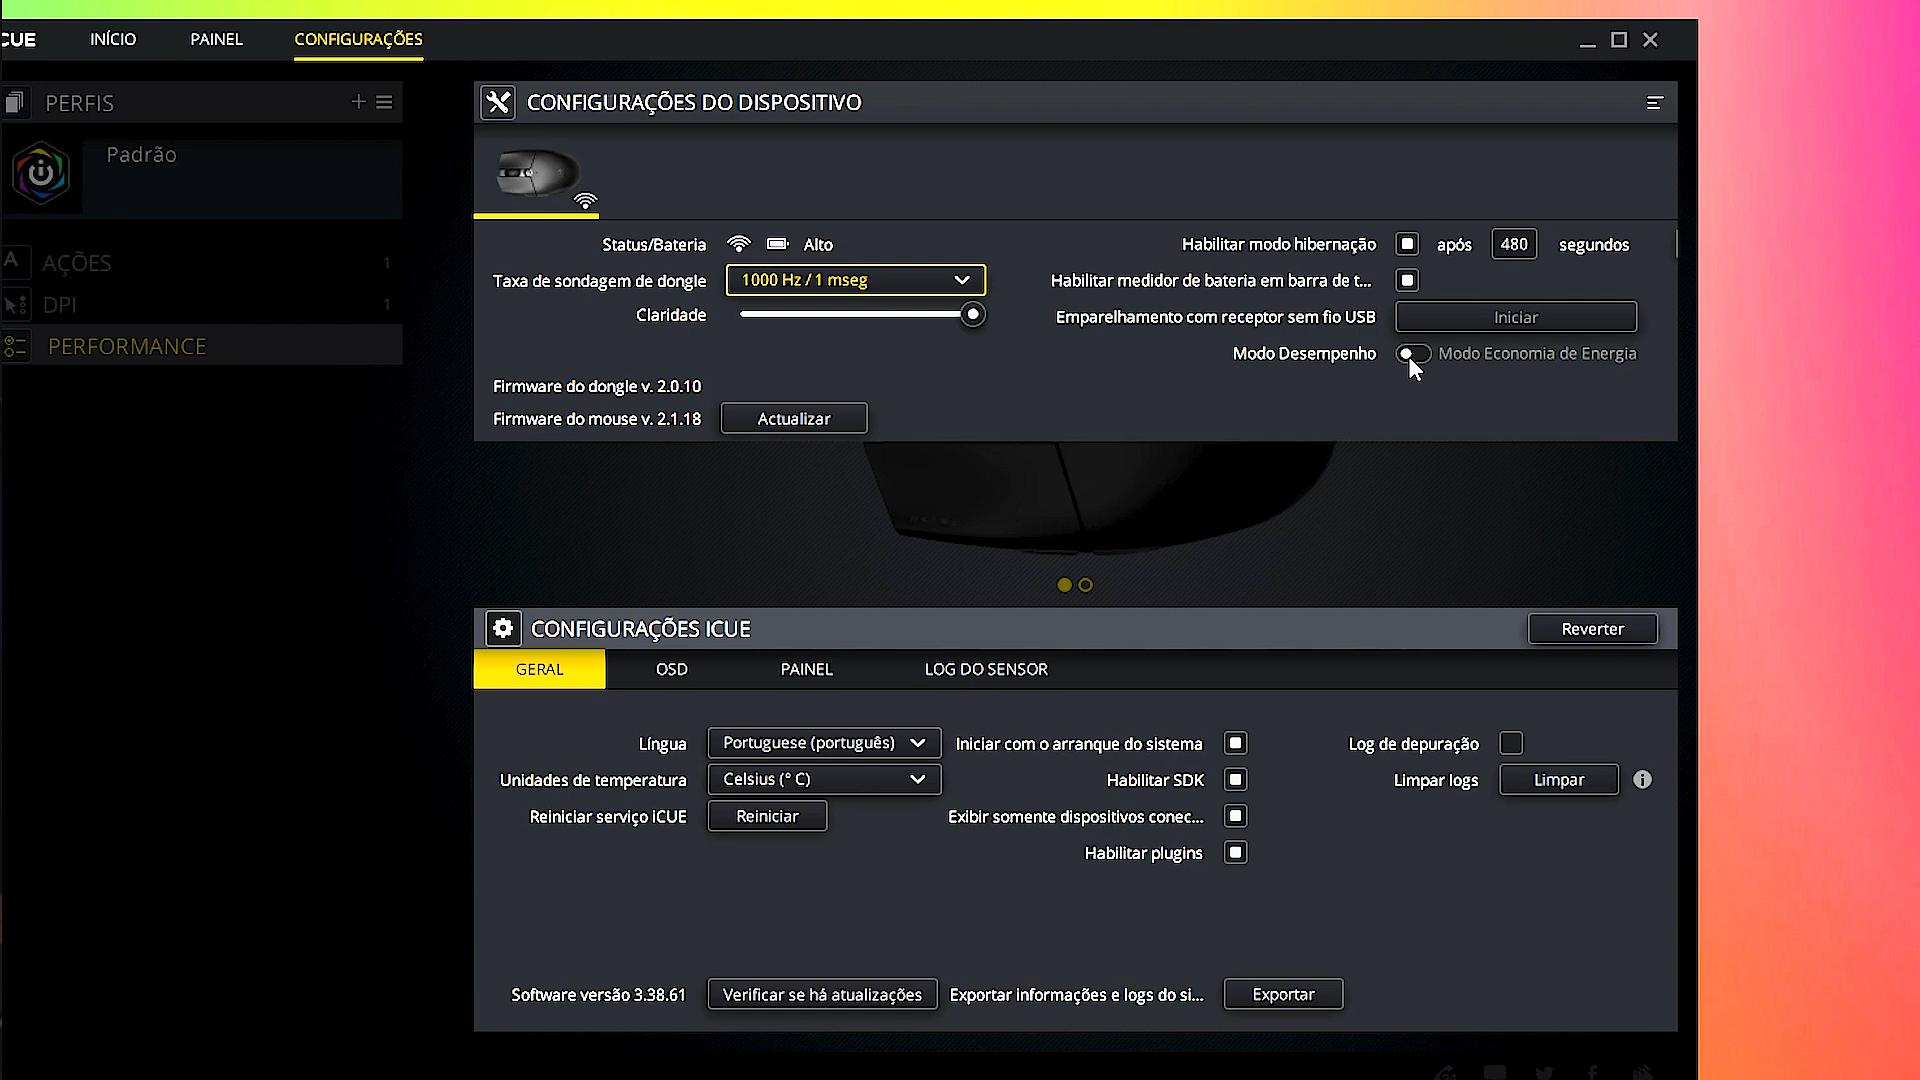 CUE INÍCIO PAINEL CONFIGURAÇÕES
PERFIS
Padrão
AÇÕES 1
DPI 1
PERFORMANCE
CONFIGURAÇÕES DO DISPOSITIVO
Status/Bateria Alto
Taxa de sondagem de dongle 1000 Hz / 1 mseg
Claridade
Firmware do dongle v. 2.0.10
Firmware do mouse v. 2.1.18 Actualizar
Habilitar modo hibernação após 480 segundos
Habilitar medidor de bateria em barra de t...
Emparelhamento com receptor sem fio USB Iniciar
Modo Desempenho Modo Economia de Energia
CONFIGURAÇÕES ICUE Reverter
GERAL OSD PAINEL LOG DO SENSOR
Língua Portuguese (português)
Unidades de temperatura Celsius (° C)
Reiniciar serviço iCUE Reiniciar
Iniciar com o arranque do sistema
Habilitar SDK
Exibir somente dispositivos conec...
Habilitar plugins
Log de depuração
Limpar logs Limpar
Software versão 3.38.61 Verificar se há atualizações Exportar informações e logs do si... Exportar